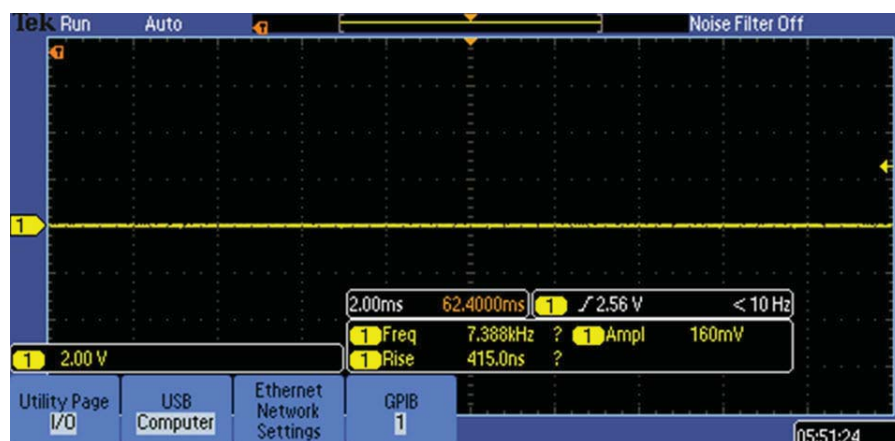 Tek Run Auto Noise Filter Off
T
T
1
2.00ms 62.4000ms
1 2.56 V < 10 Hz
1 Freq 7.388kHz ? 1 Ampl 160mV
1 Rise 415.0ns ?
1 2.00 V
Utility Page
I/O
USB
Computer
Ethernet
Network
Settings
GPIB
1
05:51:24